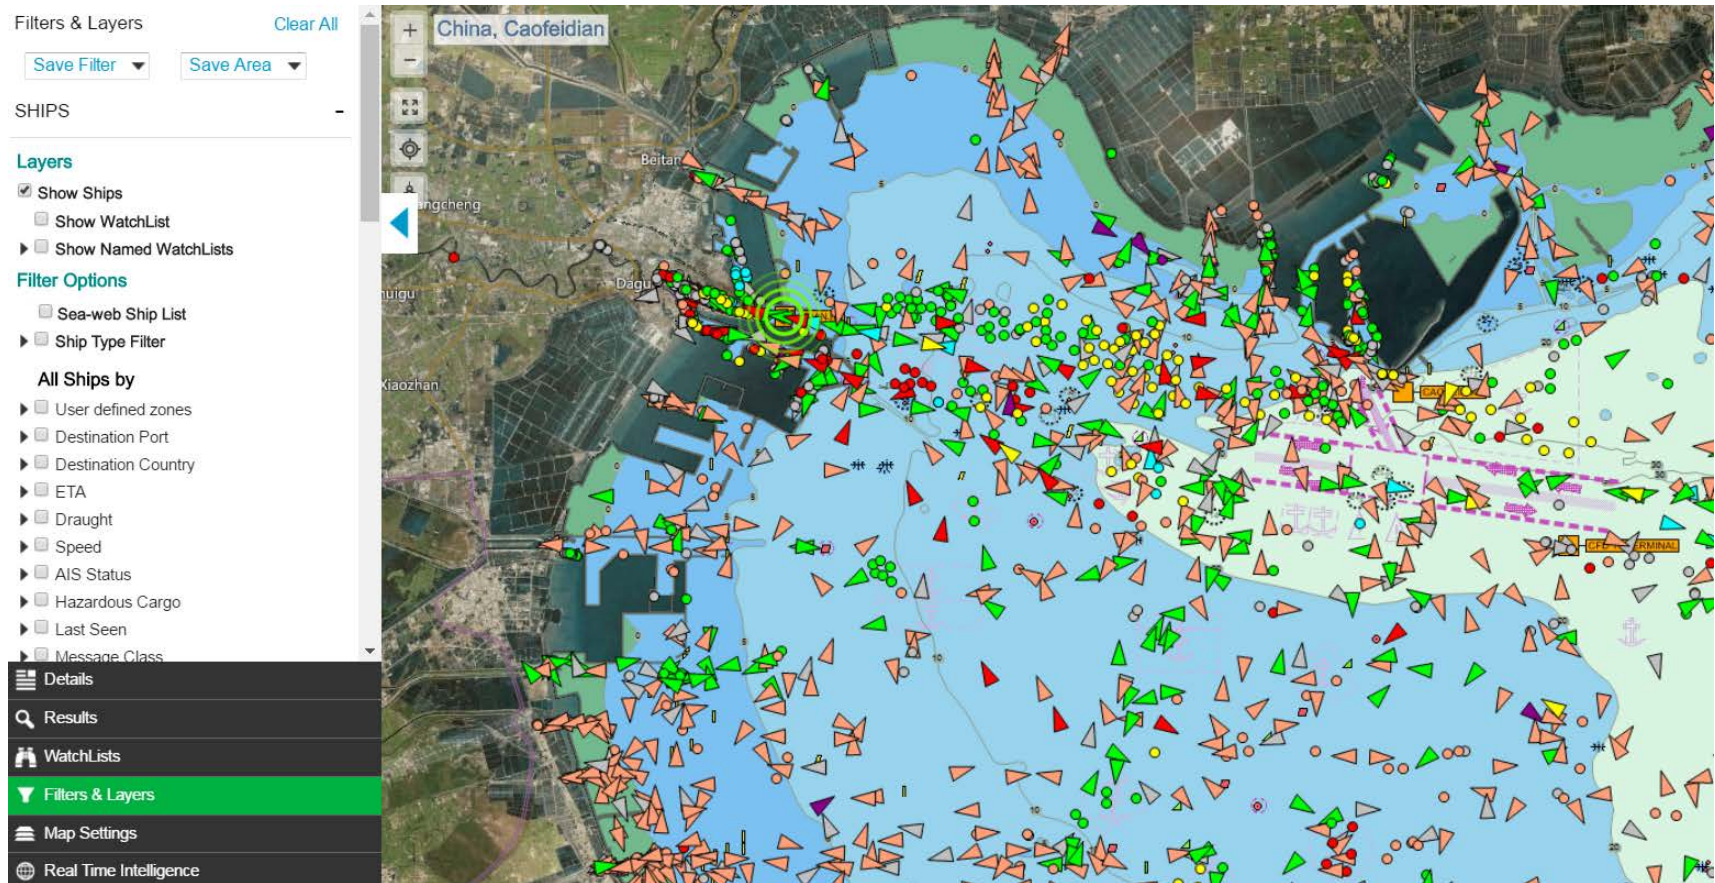 Filters & Layers
Clear All
Save Filter
Save Area
SHIPS
-
Layers
Show Ships
Show WatchList
Show Named WatchLists
Filter Options
Sea-web Ship List
Ship Type Filter
All Ships by
User defined zones
Destination Port
Destination Country
ETA
Draught
Speed
AIS Status
Hazardous Cargo
Last Seen
Message Class
Details
Results
WatchLists
Filters & Layers
Map Settings
Real Time Intelligence
+
China, Caofeidian
−
Beitan
angcheng
Dagu
Xiaozhan